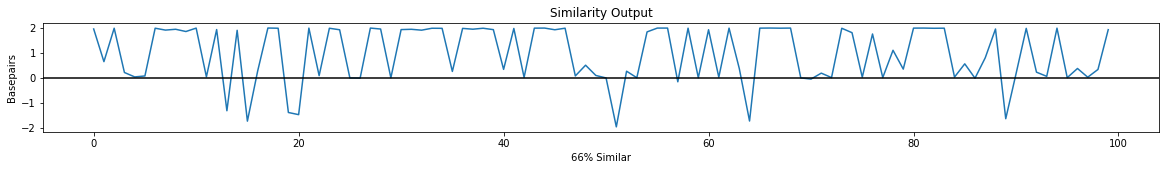 Similarity Output
Basepairs
2
1
0
−1
−2
0 20 40 60 80 100
66% Similar